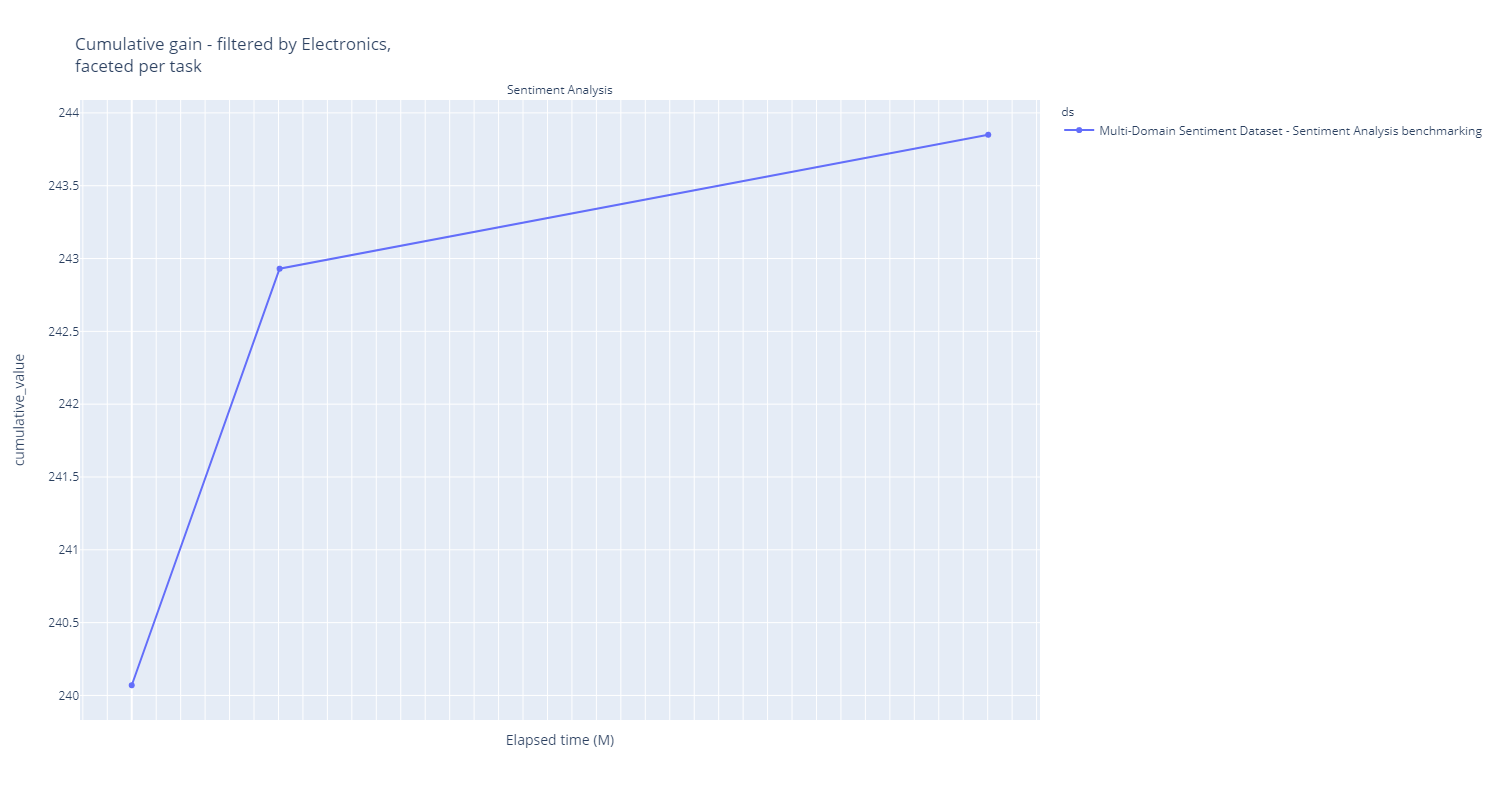 Cumulative gain - filtered by Electronics,
faceted per task
Sentiment Analysis
244
243.5
243
242.5
242
241.5
241
240.5
240
cumulative_value
Elapsed time (M)
ds
Multi-Domain Sentiment Dataset - Sentiment Analysis benchmarking